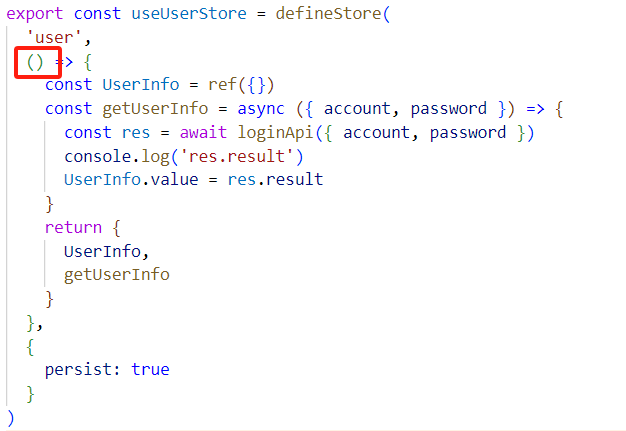 export const useUserStore = defineStore(
  'user',
  () => {
    const UserInfo = ref({})
    const getUserInfo = async ({ account, password }) => {
      const res = await loginApi({ account, password })
      console.log('res.result')
      UserInfo.value = res.result
    }
    return {
      UserInfo,
      getUserInfo
    }
  },
  {
    persist: true
  }
)